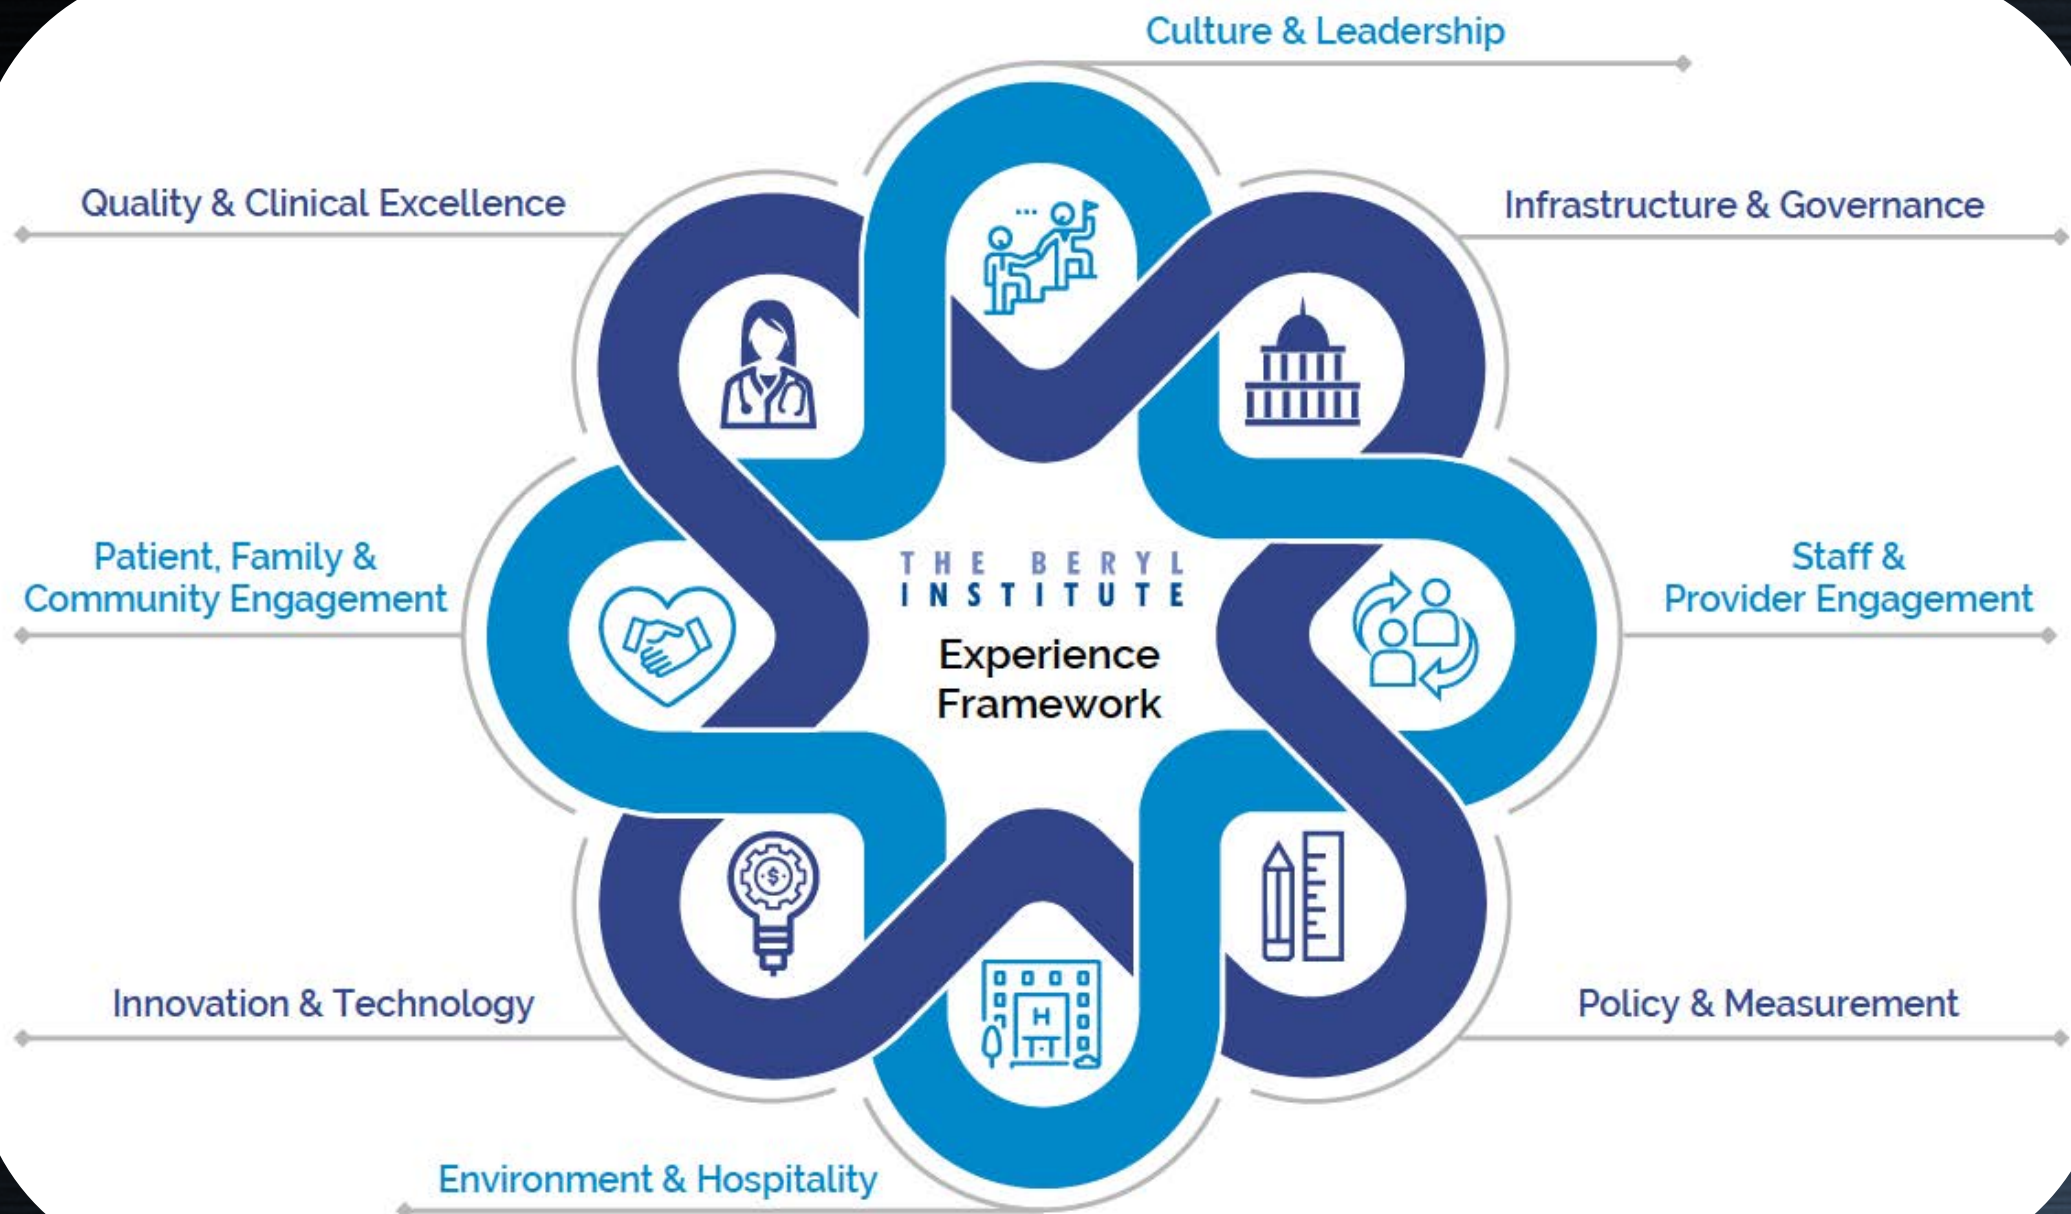 Culture & Leadership
Quality & Clinical Excellence
Infrastructure & Governance
Patient, Family &
Community Engagement
Staff &
Provider Engagement
THE BERYL
INSTITUTE
Experience
Framework
$
Innovation & Technology
Policy & Measurement
H
Environment & Hospitality